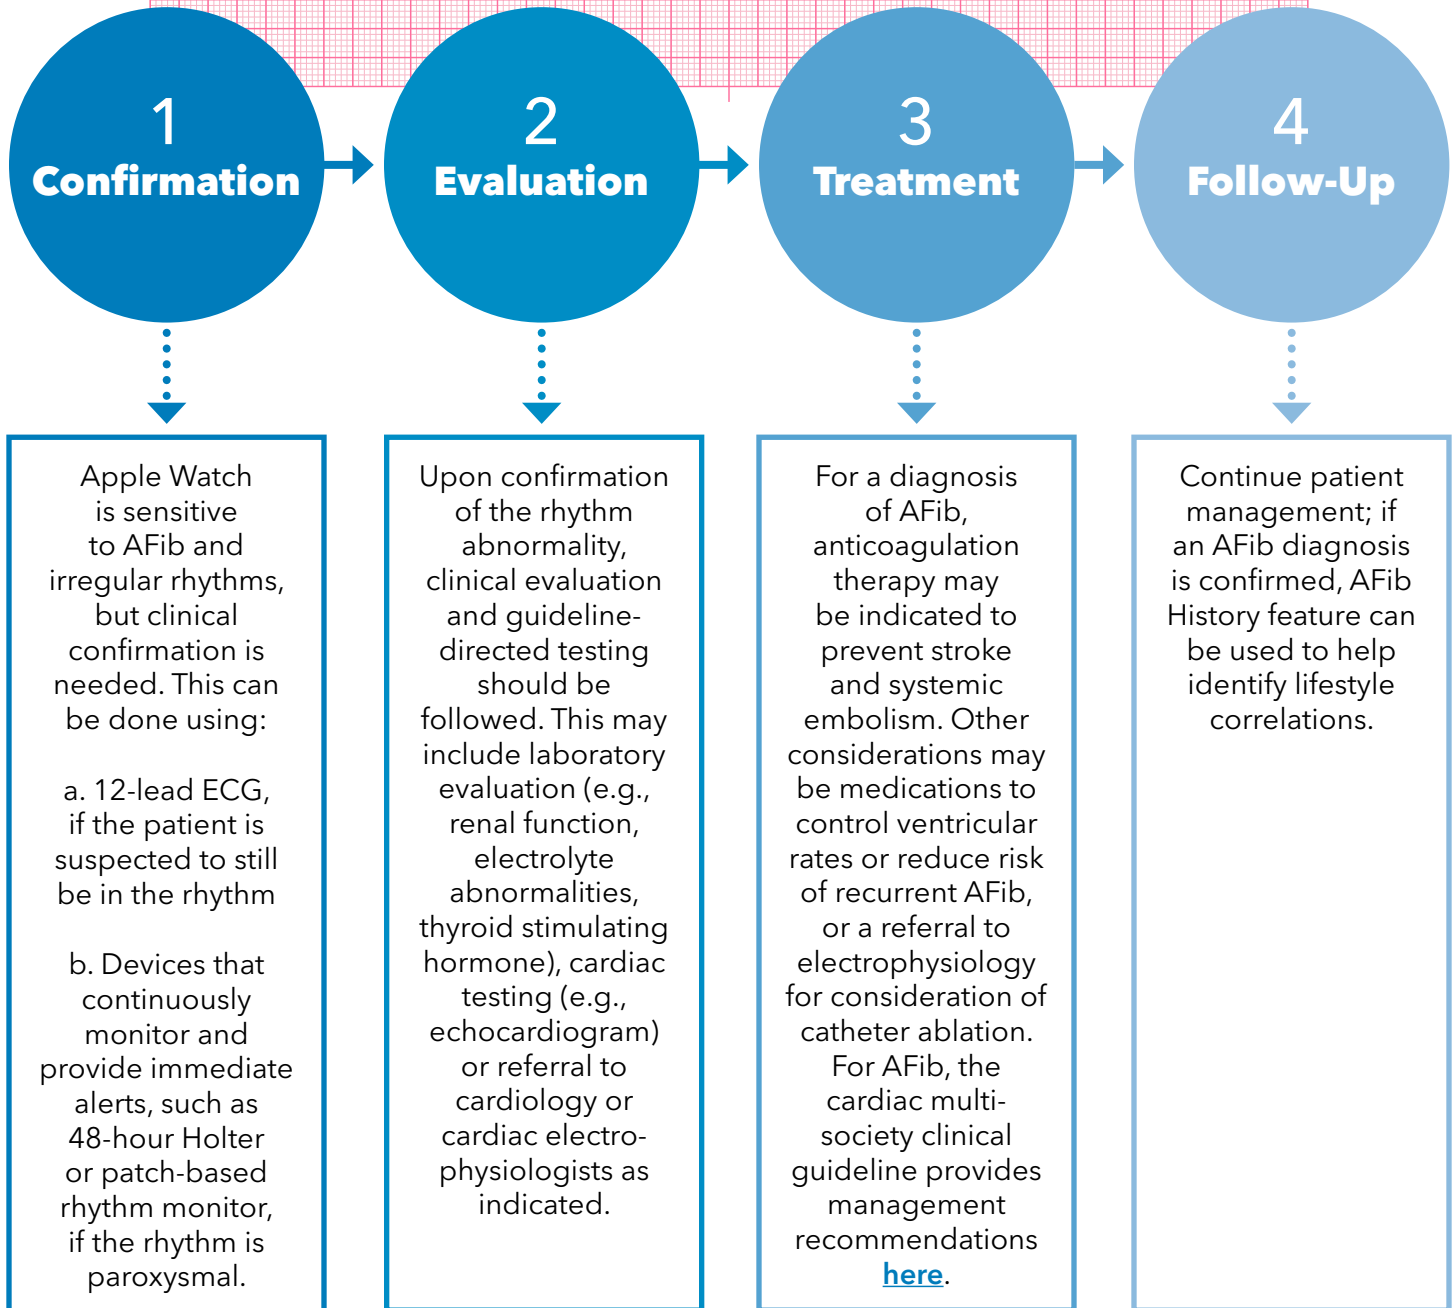 1
Confirmation
2
Evaluation
3
Treatment
4
Follow-Up
Apple Watch
is sensitive
to AFib and
irregular rhythms,
but clinical
confirmation is
needed. This can
be done using:
a. 12-lead ECG,
if the patient is
suspected to still
be in the rhythm
b. Devices that
continuously
monitor and
provide immediate
alerts, such as
48-hour Holter
or patch-based
rhythm monitor,
if the rhythm is
paroxysmal.
Upon confirmation
of the rhythm
abnormality,
clinical evaluation
and guideline-
directed testing
should be
followed. This may
include laboratory
evaluation (e.g.,
renal function,
electrolyte
abnormalities,
thyroid stimulating
hormone), cardiac
testing (e.g.,
echocardiogram)
or referral to
cardiology or
cardiac electro-
physiologists as
indicated.
For a diagnosis
of AFib,
anticoagulation
therapy may
be indicated to
prevent stroke
and systemic
embolism. Other
considerations may
be medications to
control ventricular
rates or reduce risk
of recurrent AFib,
or a referral to
electrophysiology
for consideration of
catheter ablation.
For AFib, the
cardiac multi-
society clinical
guideline provides
management
recommendations
here.
Continue patient
management; if
an AFib diagnosis
is confirmed, AFib
History feature can
be used to help
identify lifestyle
correlations.